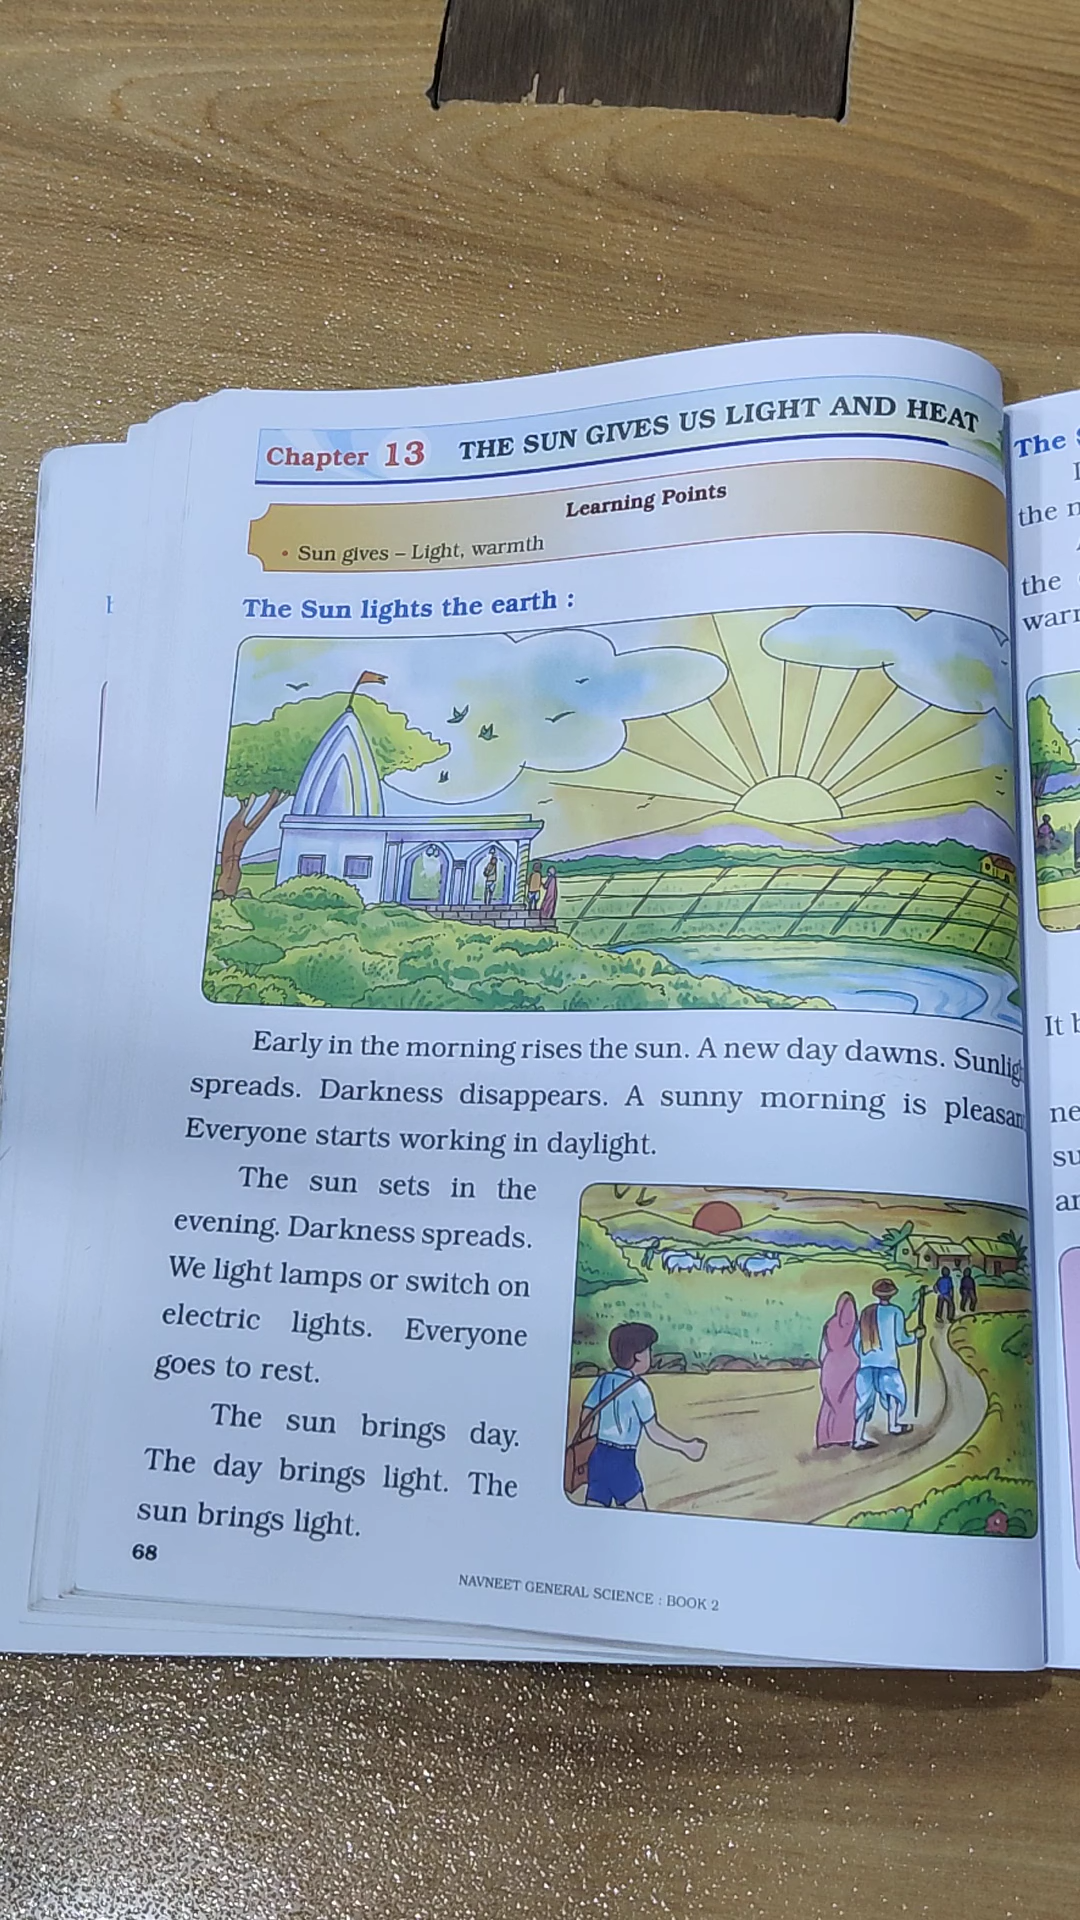 Chapter 13 THE SUN GIVES US LIGHT AND HEAT
Learning Points
• Sun gives – Light, warmth
The Sun lights the earth :
Early in the morning rises the sun. A new day dawns.
spreads. Darkness disappears. A sunny morning is
Everyone starts working in daylight.
The sun sets in the
evening. Darkness spreads.
We light lamps or switch on
electric lights. Everyone
goes to rest.
The sun brings day.
The day brings light. The
sun brings light.
68
NAVNEET GENERAL SCIENCE : BOOK 2
The
the
the
It